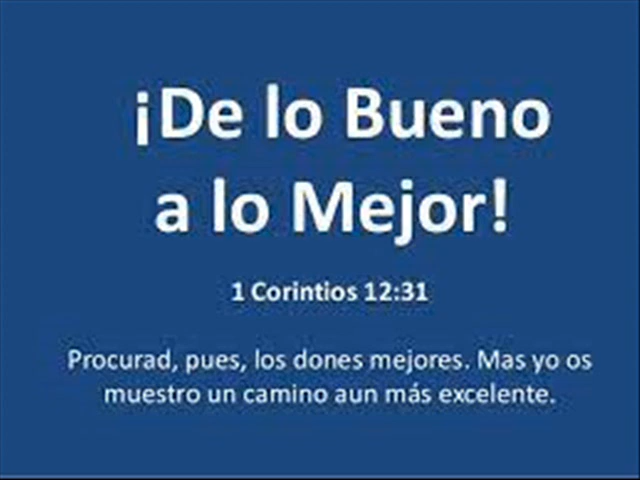 ¡De lo Bueno
a lo Mejor!
1 Corintios 12:31
Procurad, pues, los dones mejores. Mas yo os
muestro un camino aun más excelente.